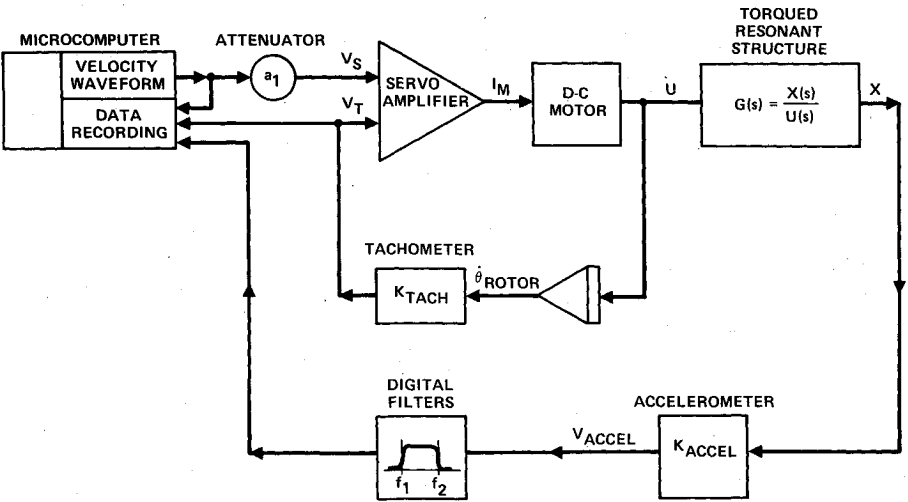 TORQUED
RESONANT
STRUCTURE
MICROCOMPUTER
ATTENUATOR
VELOCITY
WAVEFORM
DATA
RECORDING
a1
VS
VT
SERVO
AMPLIFIER
IM
D-C
MOTOR
U
G(s) = X(s)
U(s)
X
TACHOMETER
KTACH
θ̇ROTOR
DIGITAL
FILTERS
f1 f2
VACCEL
ACCELEROMETER
KACCEL